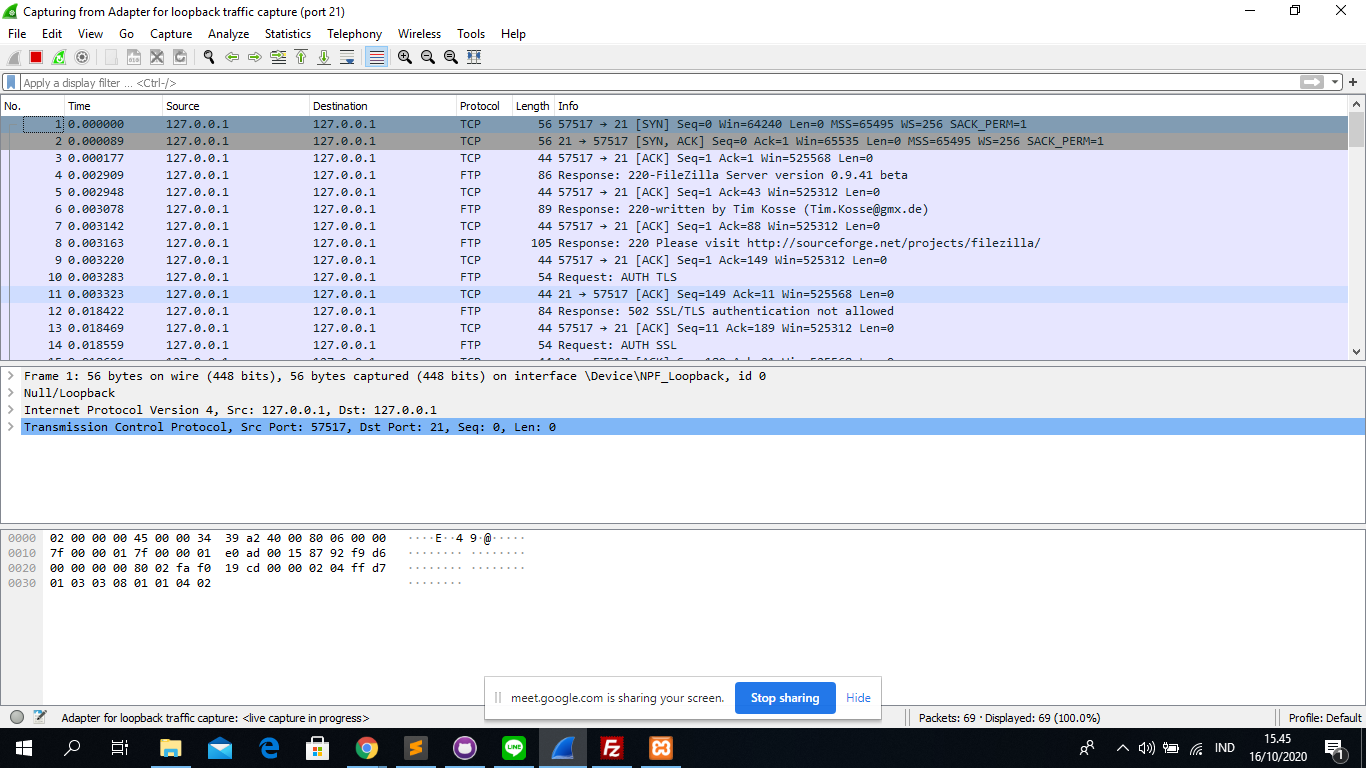 Capturing from Adapter for loopback traffic capture (port 21)
File Edit View Go Capture Analyze Statistics Telephony Wireless Tools Help
Apply a display filter ... <Ctrl-/>
No. Time Source Destination Protocol Length Info
1 0.000000 127.0.0.1 127.0.0.1 TCP 56 57517 → 21 [SYN] Seq=0 Win=64240 Len=0 MSS=65495 WS=256 SACK_PERM=1
2 0.000089 127.0.0.1 127.0.0.1 TCP 56 21 → 57517 [SYN, ACK] Seq=0 Ack=1 Win=65535 Len=0 MSS=65495 WS=256 SACK_PERM=1
3 0.000177 127.0.0.1 127.0.0.1 TCP 44 57517 → 21 [ACK] Seq=1 Ack=1 Win=525568 Len=0
4 0.002909 127.0.0.1 127.0.0.1 FTP 86 Response: 220-FileZilla Server version 0.9.41 beta
5 0.002948 127.0.0.1 127.0.0.1 TCP 44 57517 → 21 [ACK] Seq=1 Ack=43 Win=525312 Len=0
6 0.003078 127.0.0.1 127.0.0.1 FTP 89 Response: 220-written by Tim Kosse (Tim.Kosse@gmx.de)
7 0.003142 127.0.0.1 127.0.0.1 TCP 44 57517 → 21 [ACK] Seq=1 Ack=88 Win=525312 Len=0
8 0.003163 127.0.0.1 127.0.0.1 FTP 105 Response: 220 Please visit http://sourceforge.net/projects/filezilla/
9 0.003220 127.0.0.1 127.0.0.1 TCP 44 57517 → 21 [ACK] Seq=1 Ack=149 Win=525312 Len=0
10 0.003283 127.0.0.1 127.0.0.1 FTP 54 Request: AUTH TLS
11 0.003323 127.0.0.1 127.0.0.1 TCP 44 21 → 57517 [ACK] Seq=149 Ack=11 Win=525568 Len=0
12 0.018422 127.0.0.1 127.0.0.1 FTP 84 Response: 502 SSL/TLS authentication not allowed
13 0.018469 127.0.0.1 127.0.0.1 TCP 44 57517 → 21 [ACK] Seq=11 Ack=189 Win=525312 Len=0
14 0.018559 127.0.0.1 127.0.0.1 FTP 54 Request: AUTH SSL
Frame 1: 56 bytes on wire (448 bits), 56 bytes captured (448 bits) on interface \Device\NPF_Loopback, id 0
Null/Loopback
Internet Protocol Version 4, Src: 127.0.0.1, Dst: 127.0.0.1
Transmission Control Protocol, Src Port: 57517, Dst Port: 21, Seq: 0, Len: 0
0000 02 00 00 00 45 00 00 34 39 a2 40 00 80 06 00 00 ····E··4 9·@·····
0010 7f 00 00 01 7f 00 00 01 e0 ad 00 15 87 92 f9 d6 ········ ········
0020 00 00 00 00 80 02 fa f0 19 cd 00 00 02 04 ff d7 ········ ········
0030 01 03 03 08 01 01 04 02 ········
meet.google.com is sharing your screen. Stop sharing Hide
Adapter for loopback traffic capture: <live capture in progress> Packets: 69 · Displayed: 69 (100.0%) Profile: Default
IND 15.45
16/10/2020 1